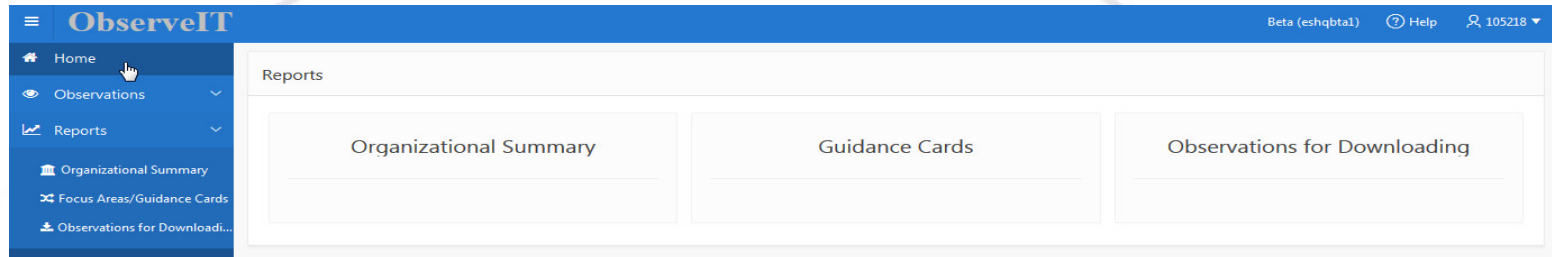 ObserveIT
Beta (eshqbta1)
Help
105218
Home
Observations
Reports
Organizational Summary
Focus Areas/Guidance Cards
Observations for Downloadi...
Reports
Organizational Summary
Guidance Cards
Observations for Downloading